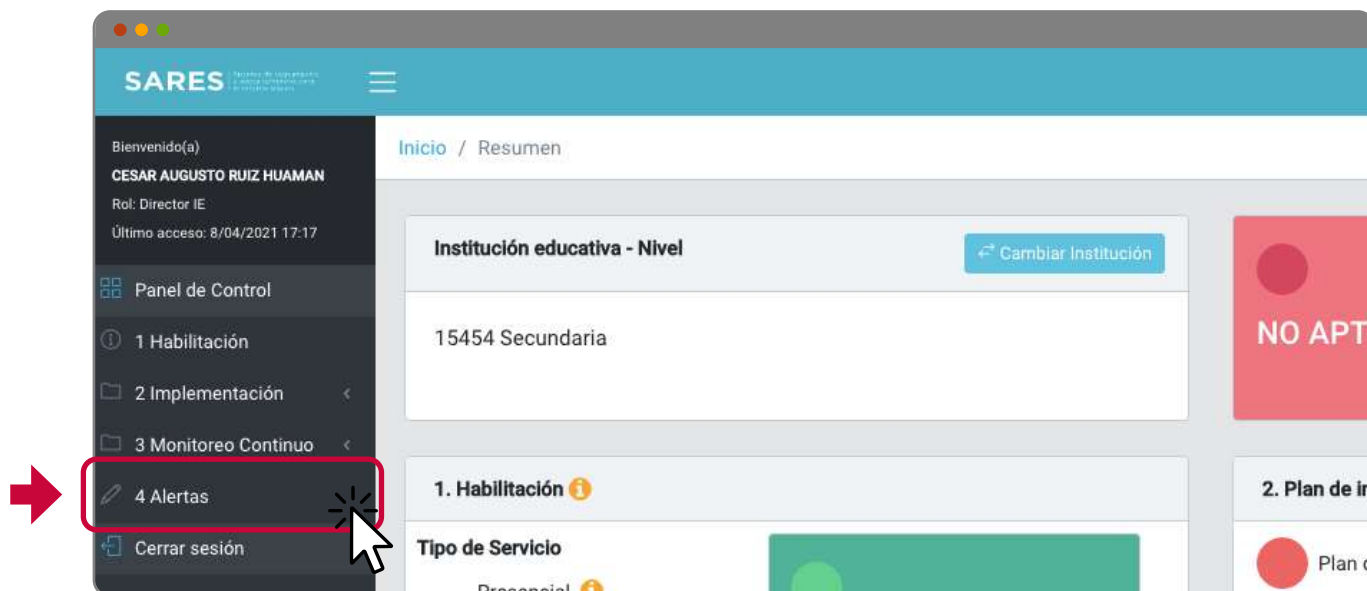 SARES
Bienvenido(a)
CESAR AUGUSTO RUIZ HUAMAN
Rol: Director IE
Último acceso: 8/04/2021 17:17
Panel de Control
1 Habilitación
2 Implementación
3 Monitoreo Continuo
4 Alertas
Cerrar sesión
Inicio / Resumen
Institución educativa - Nivel
Cambiar Institución
15454 Secundaria
NO APT
1. Habilitación
Tipo de Servicio
Presencial
2. Plan de
Plan